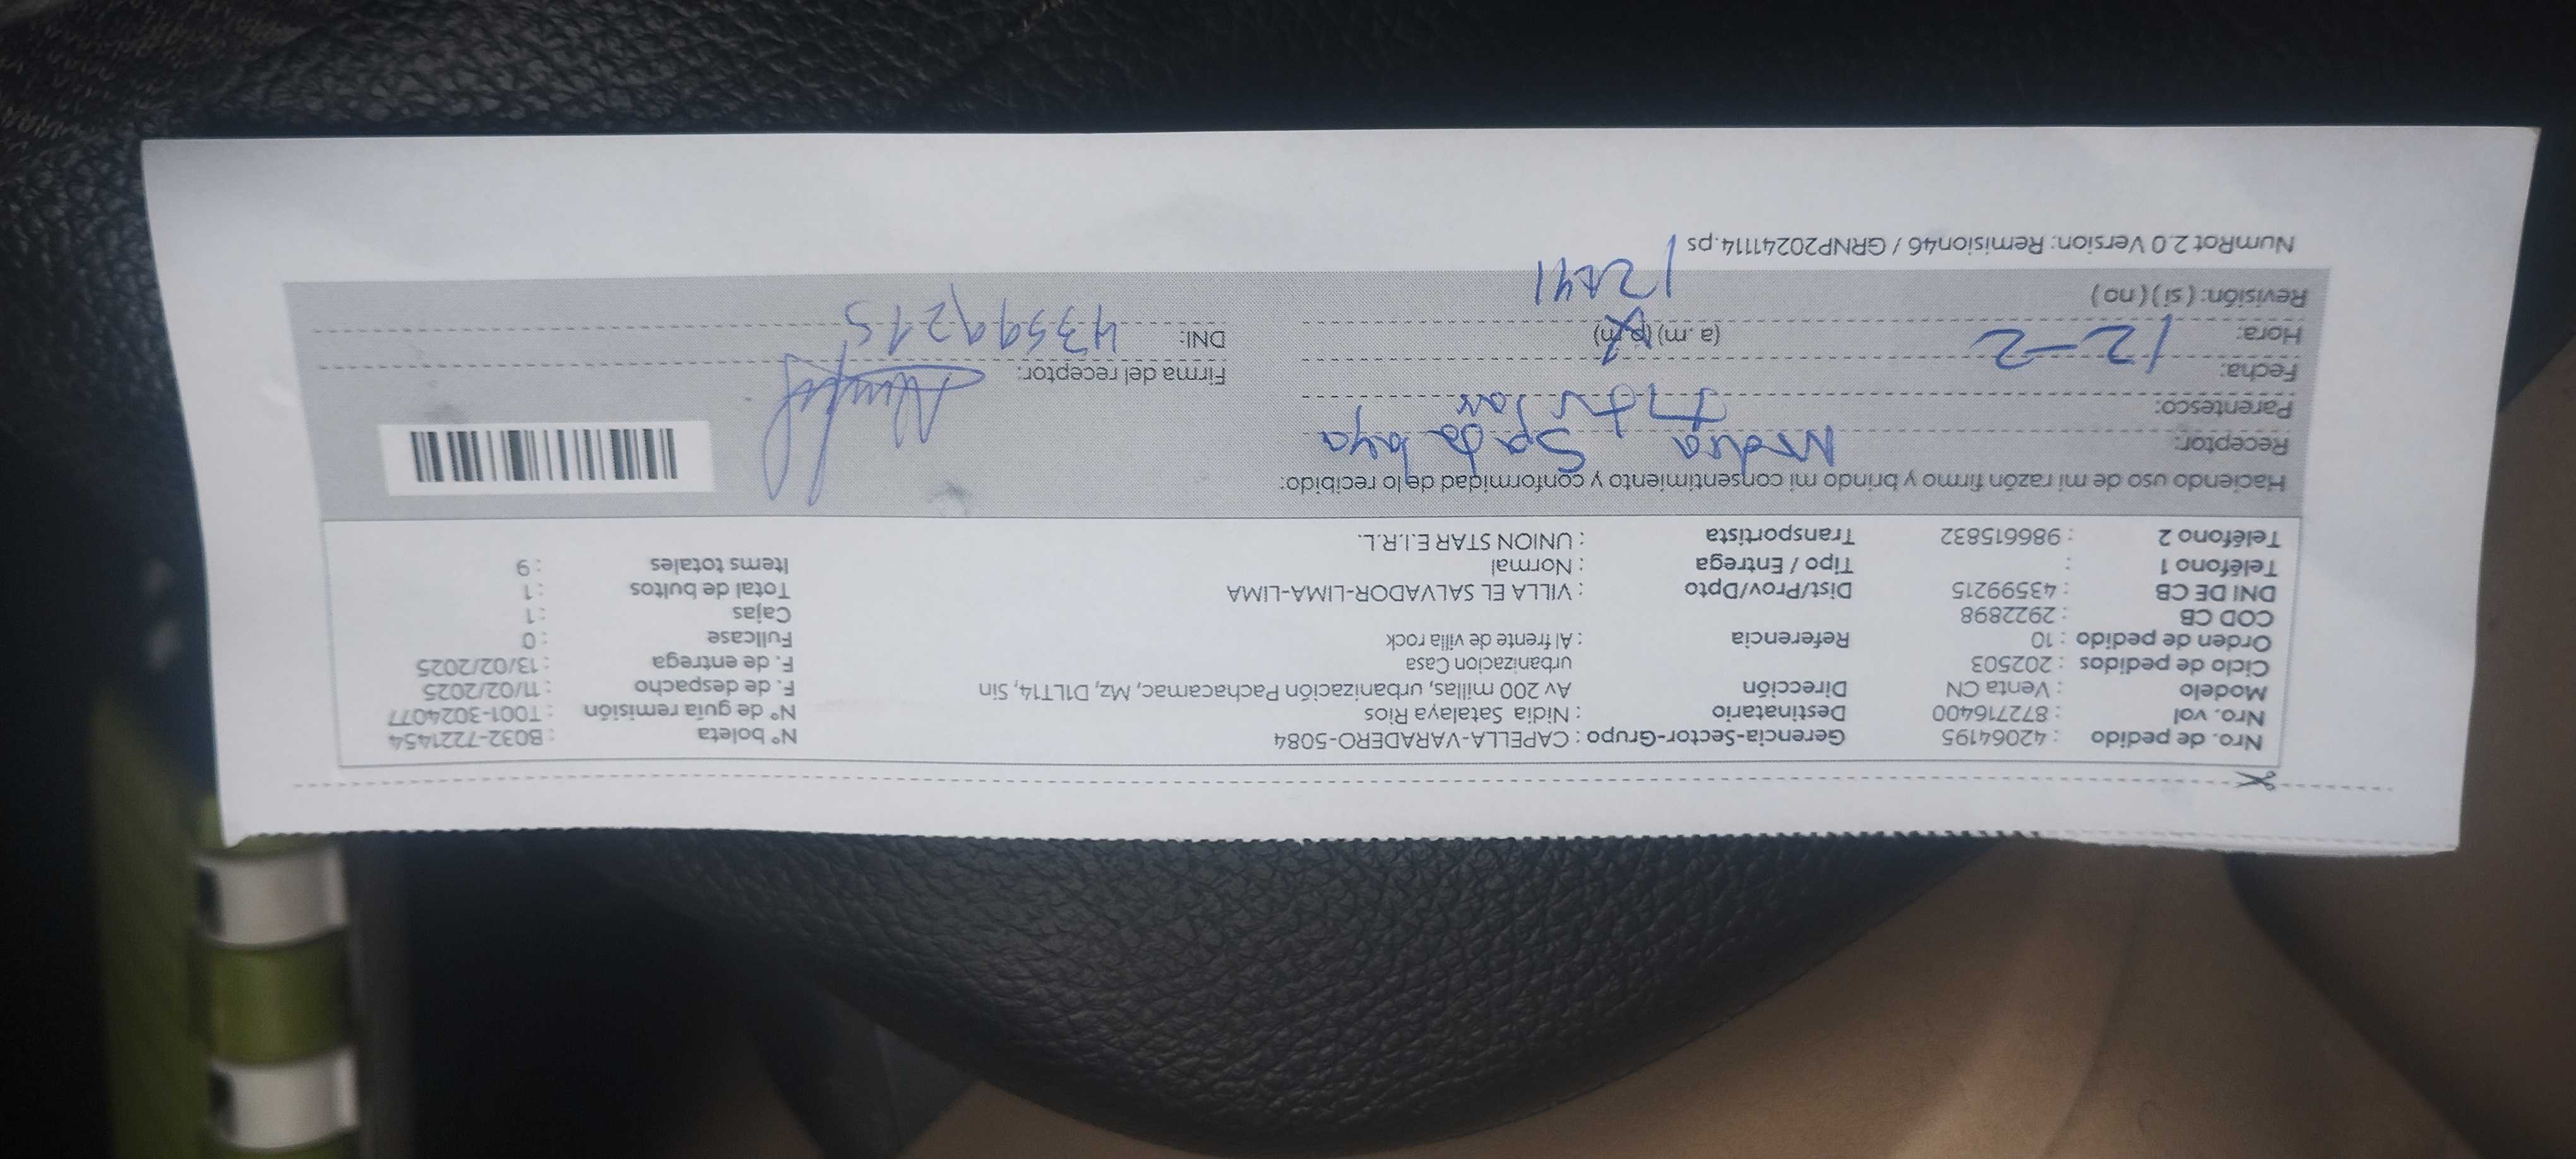 Nro. de pedido : 42064195 Gerencia-Sector-Grupo : CAPELLA-VARADERO-5084 N° boleta : B032-7221454
Nro. vol : 872716400 Destinatario : Nidia Satalaya Rios N° de guía remisión : T001-3024077
Modelo : Venta CN Dirección Av 200 millas, urbanización Pachacamac, Mz, D1LT14, Sin F. de despacho : 11/02/2025
Ciclo de pedidos : 202503 urbanizacion Casa F. de entrega : 13/02/2025
Orden de pedido : 10 Referencia : Al frente de villa rock Fullcase : 0
COD CB : 2922898 Cajas : 1
DNI DE CB : 43599215 Dist/Prov/Dpto : VILLA EL SALVADOR-LIMA-LIMA Total de bultos : 1
Teléfono 1 : Tipo / Entrega : Normal Items totales : 9
Teléfono 2 : 986615832 Transportista : UNION STAR E.I.R.L.
Haciendo uso de mi razón firmo y brindo mi consentimiento y conformidad de lo recibido:
Receptor:
Parentesco:
Fecha: 12-2 Firma del receptor:
Hora: (a.m) (p.m) DNI: 43599215
Revisión: ( si ) ( no )
NumRot 2.0 Version: Remision46 / GRNP20241114.ps